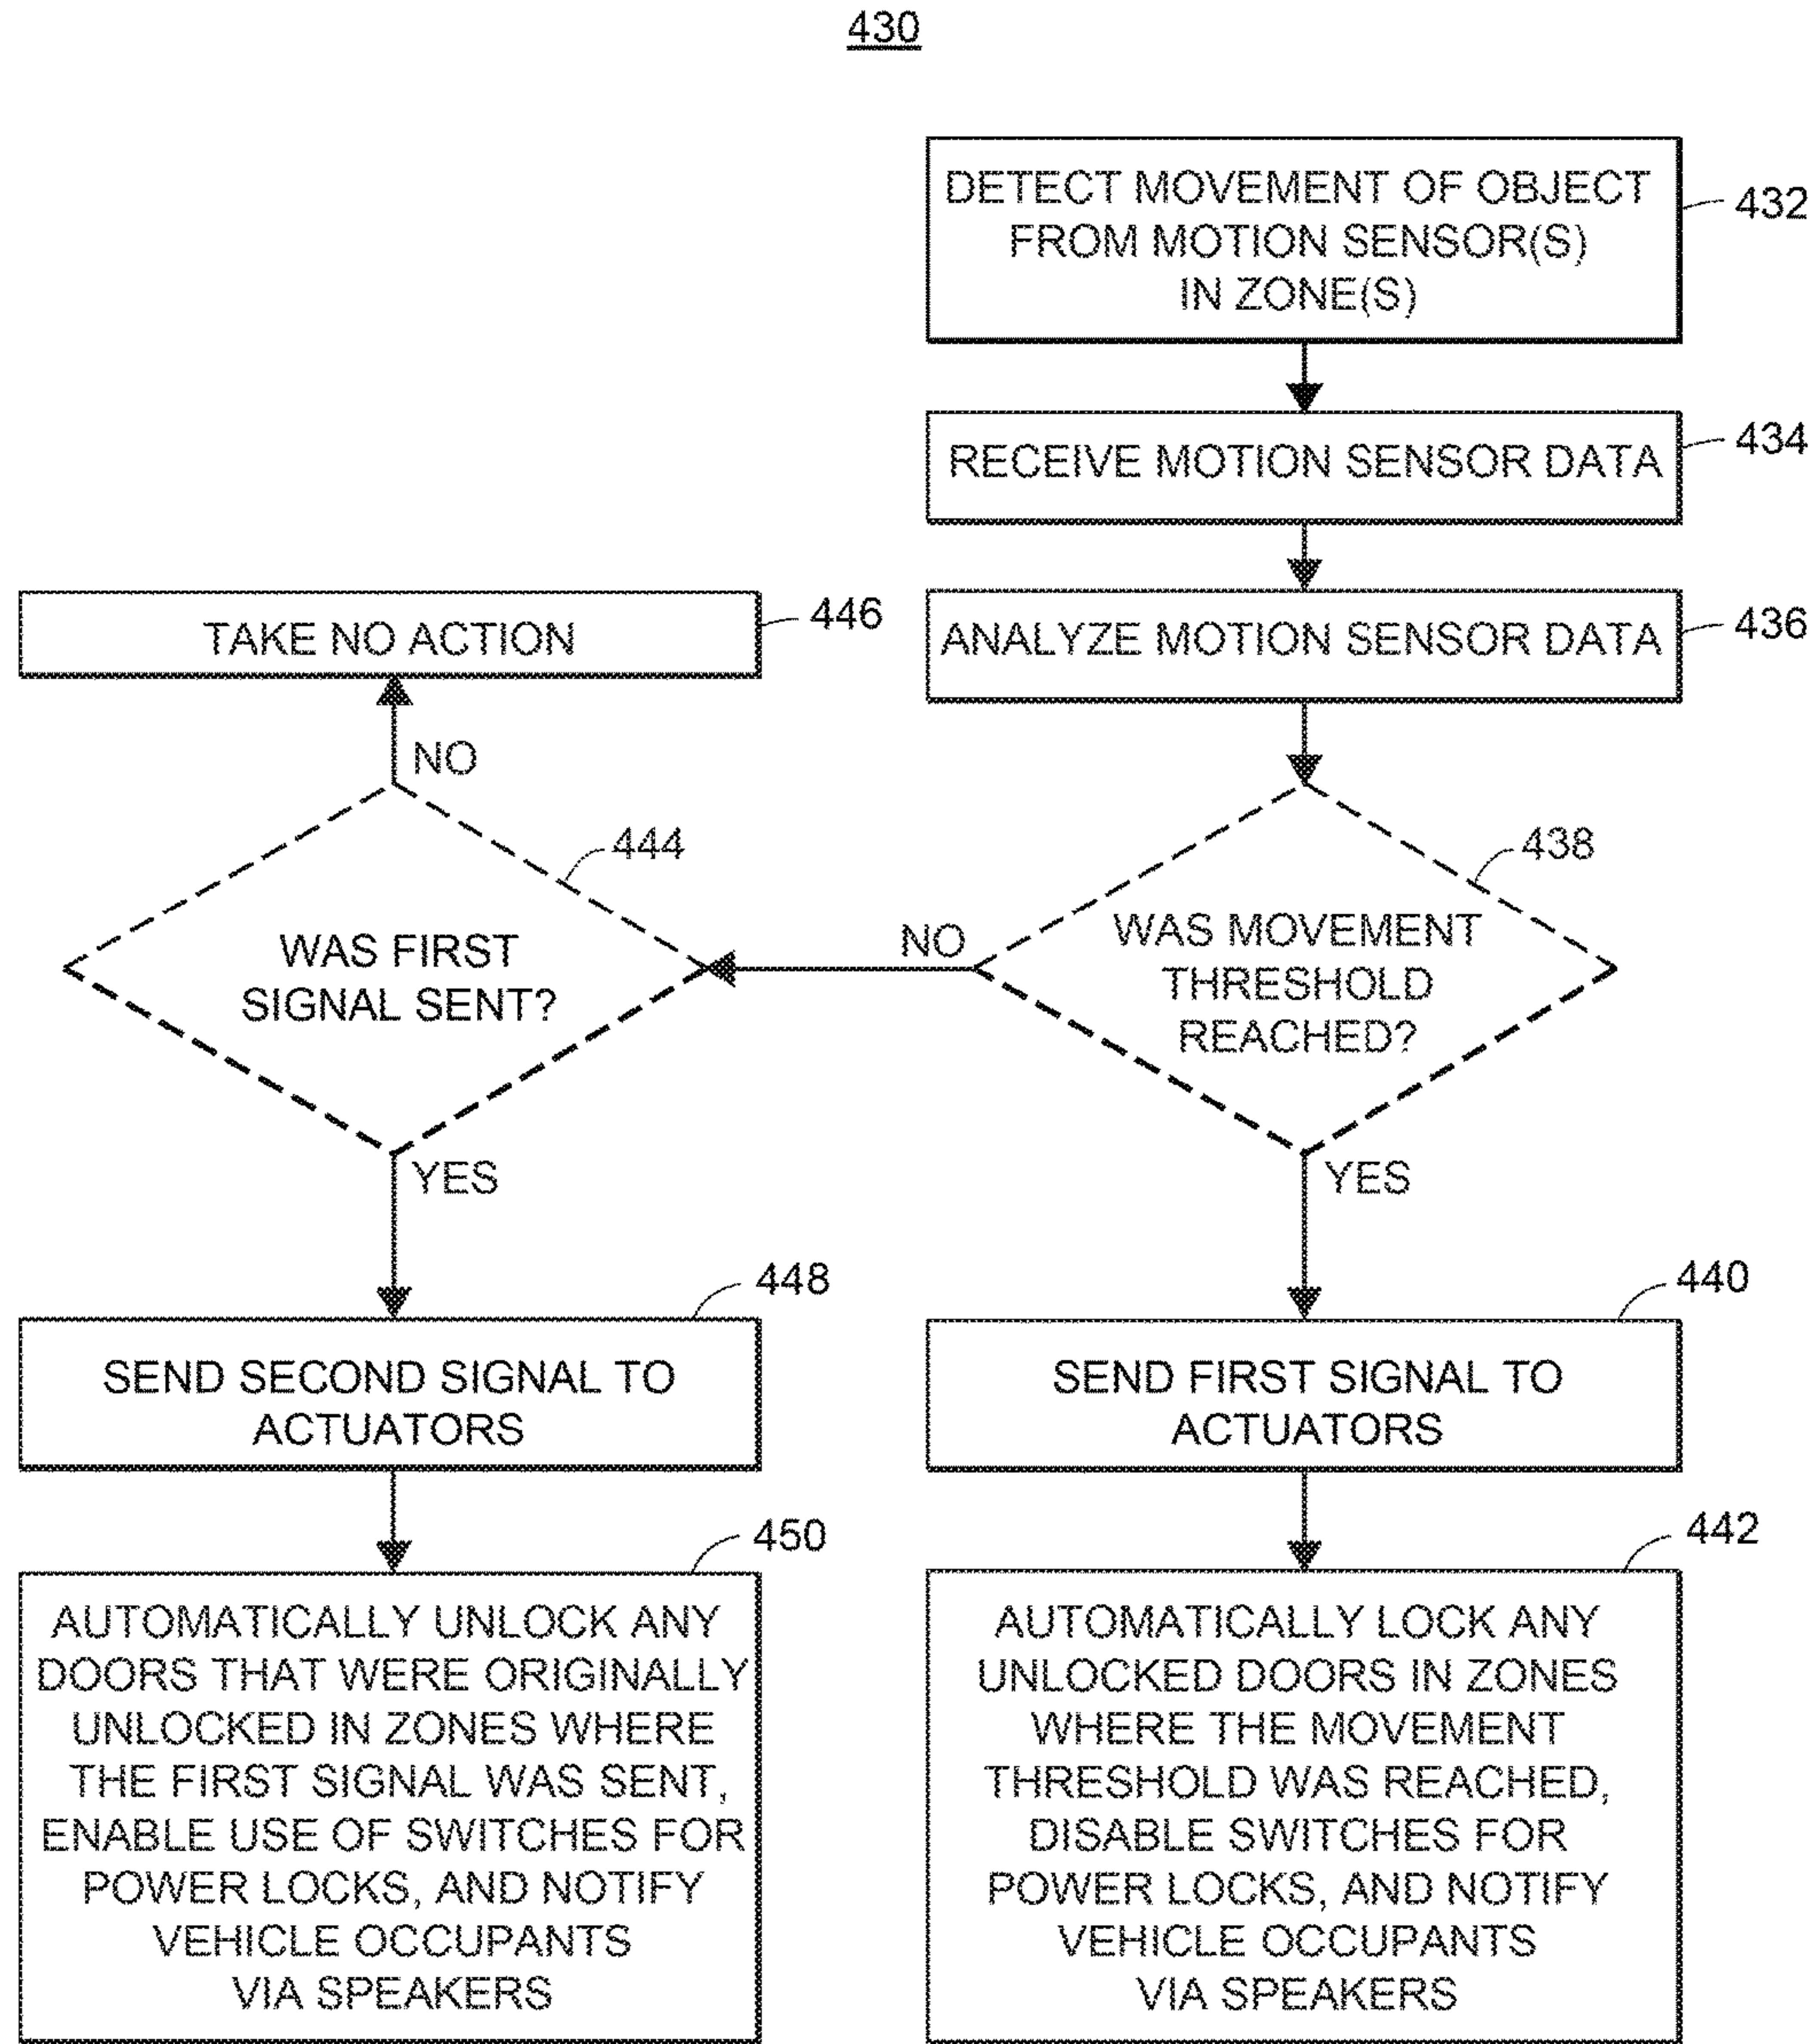 430
DETECT MOVEMENT OF OBJECT
FROM MOTION SENSOR(S)
IN ZONE(S)
432
RECEIVE MOTION SENSOR DATA
434
ANALYZE MOTION SENSOR DATA
436
TAKE NO ACTION
446
NO
444
WAS FIRST
SIGNAL SENT?
YES
NO
438
WAS MOVEMENT
THRESHOLD
REACHED?
YES
448
SEND SECOND SIGNAL TO
ACTUATORS
440
SEND FIRST SIGNAL TO
ACTUATORS
450
AUTOMATICALLY UNLOCK ANY
DOORS THAT WERE ORIGINALLY
UNLOCKED IN ZONES WHERE
THE FIRST SIGNAL WAS SENT,
ENABLE USE OF SWITCHES FOR
POWER LOCKS, AND NOTIFY
VEHICLE OCCUPANTS
VIA SPEAKERS
442
AUTOMATICALLY LOCK ANY
UNLOCKED DOORS IN ZONES
WHERE THE MOVEMENT
THRESHOLD WAS REACHED,
DISABLE SWITCHES FOR
POWER LOCKS, AND NOTIFY
VEHICLE OCCUPANTS
VIA SPEAKERS